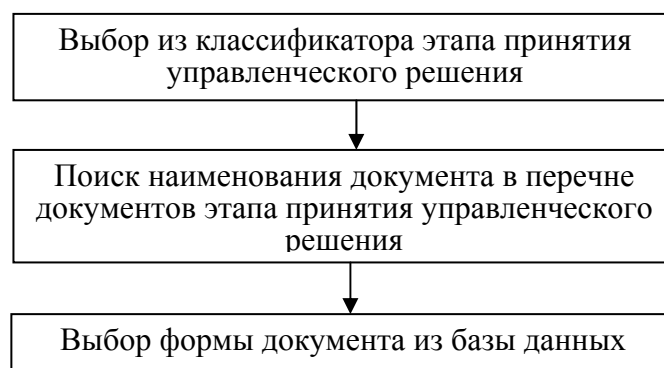 Выбор из классификатора этапа принятия
управленческого решения
Поиск наименования документа в перечне
документов этапа принятия управленческого
решения
Выбор формы документа из базы данных